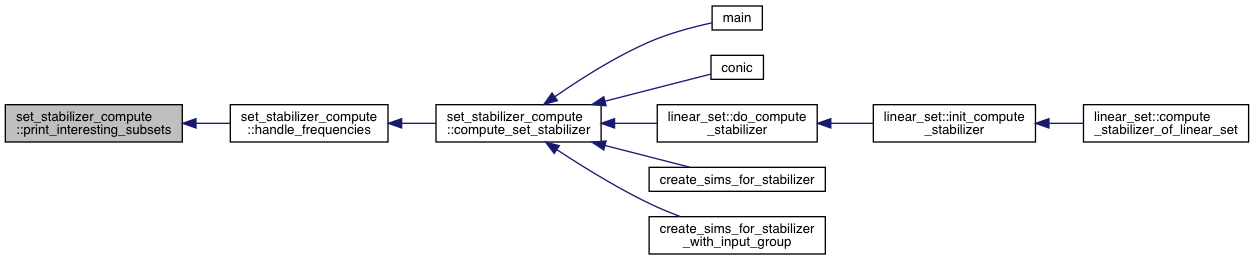 set_stabilizer_compute
::print_interesting_subsets
set_stabilizer_compute
::handle_frequencies
set_stabilizer_compute
::compute_set_stabilizer
main
conic
linear_set::do_compute
_stabilizer
create_sims_for_stabilizer
create_sims_for_stabilizer
_with_input_group
linear_set::init_compute
_stabilizer
linear_set::compute
_stabilizer_of_linear_set